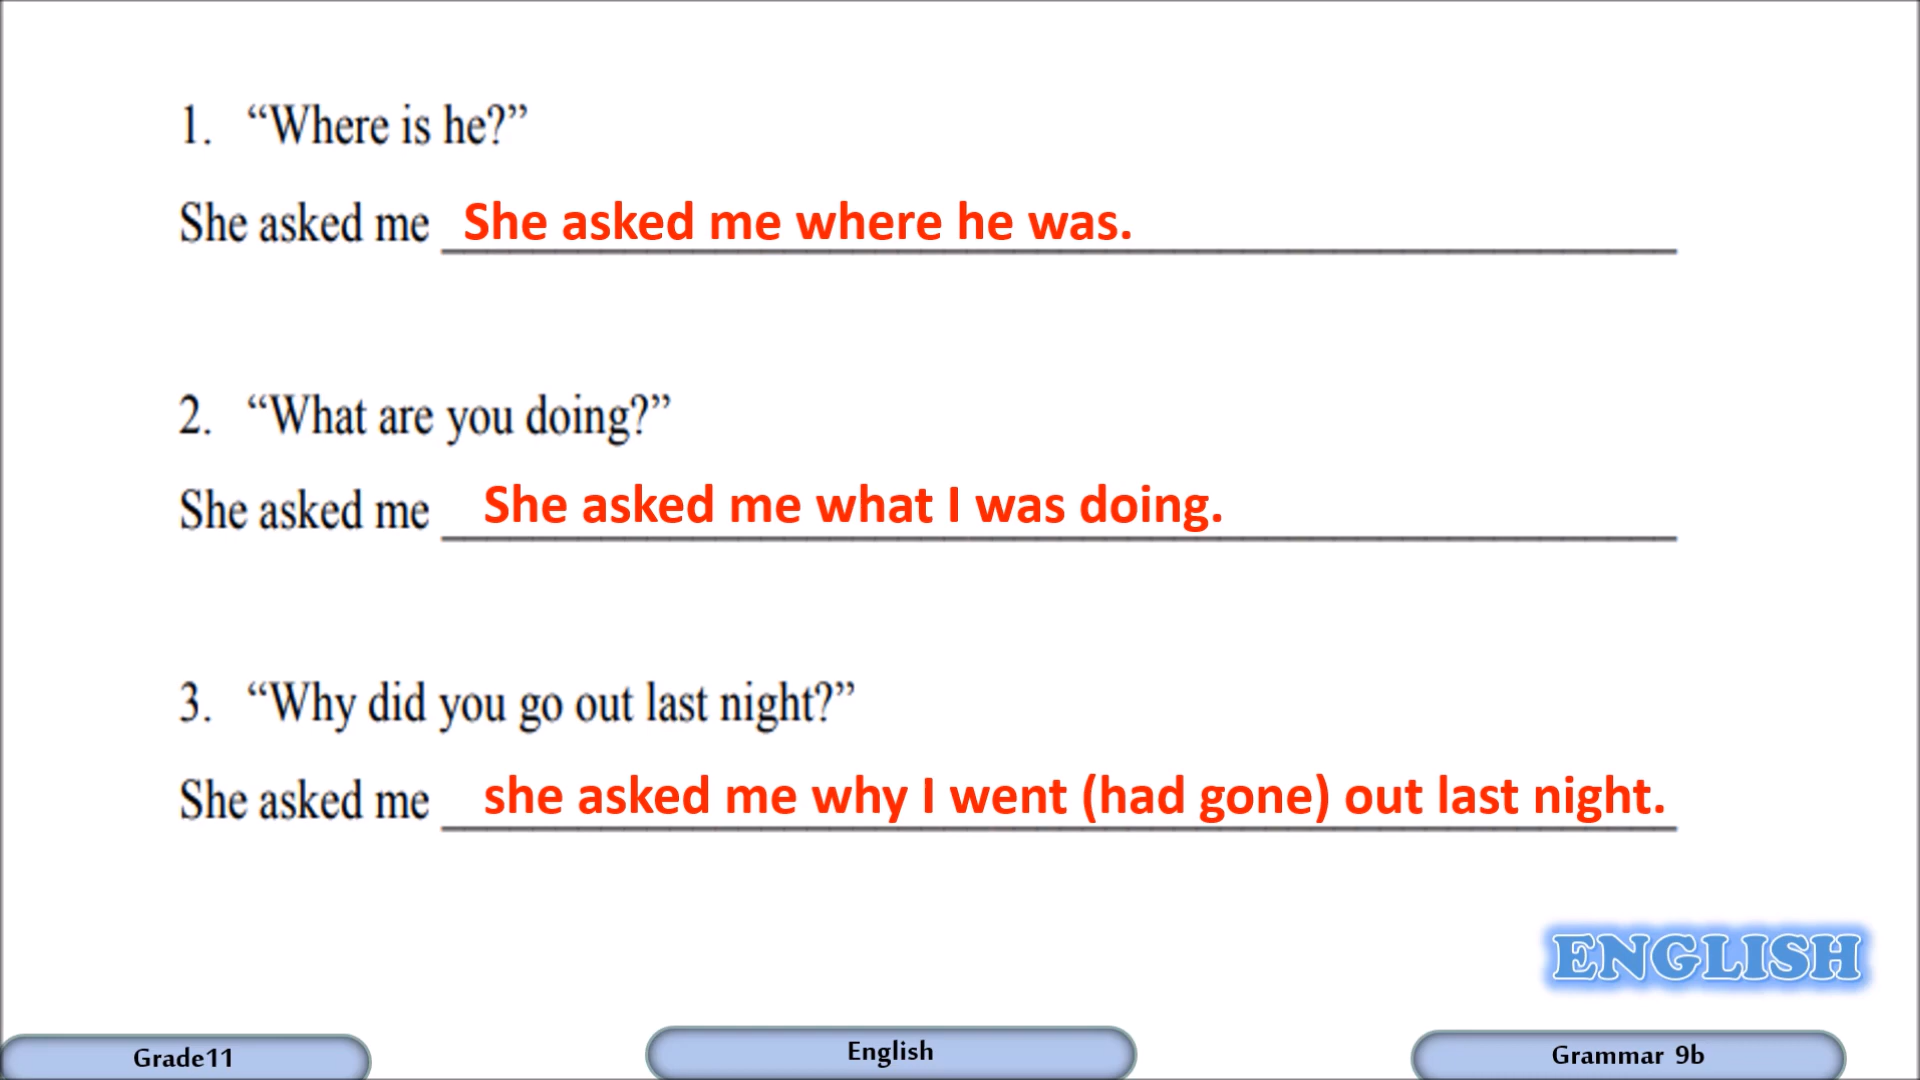 1. “Where is he?”
She asked me She asked me where he was.
2. “What are you doing?”
She asked me She asked me what I was doing.
3. “Why did you go out last night?”
She asked me she asked me why I went (had gone) out last night.
ENGLISH
Grade11
English
Grammar 9b